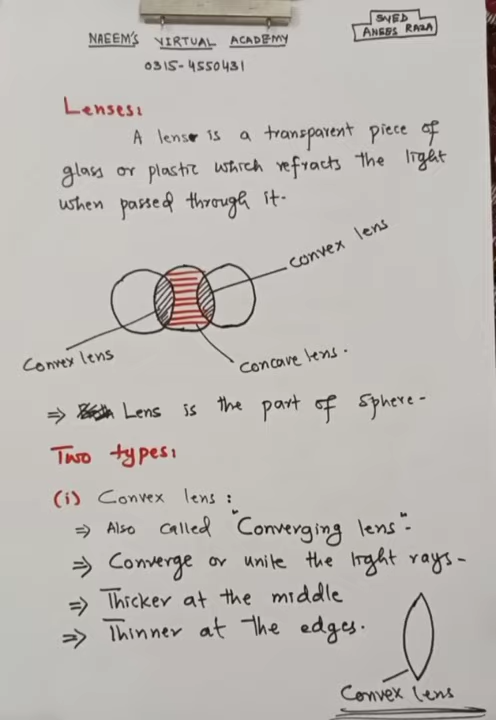 NAEEM'S VIRTUAL ACADEMY
0315-4550431
SYED
ANEES RAZA
Lenses:
A lense is a transparent piece of
glass or plastic which refracts the light
when passed through it.
Convex lens
Convex lens
Concave lens.
⇒ Lens is the part of sphere-
Two types:
(i) Convex lens:
⇒ Also called "Converging lens".
⇒ Converge or unite the light rays-
⇒ Thicker at the middle
⇒ Thinner at the edges.
Convex lens